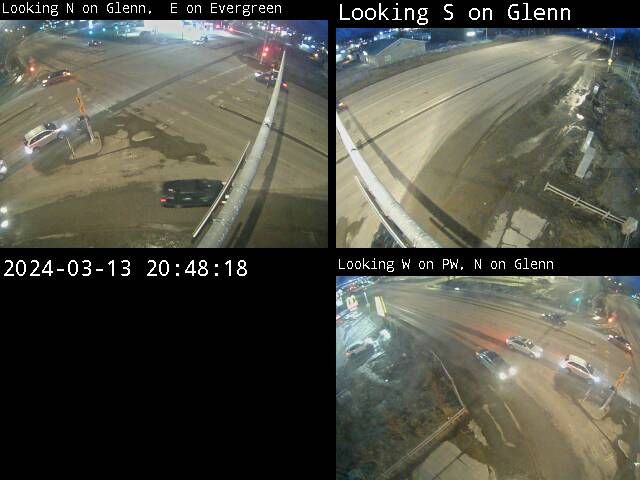 Looking N on Glenn,  E on Evergreen
Looking S on Glenn
2024-03-13 20:48:18
Looking W on PW, N on Glenn